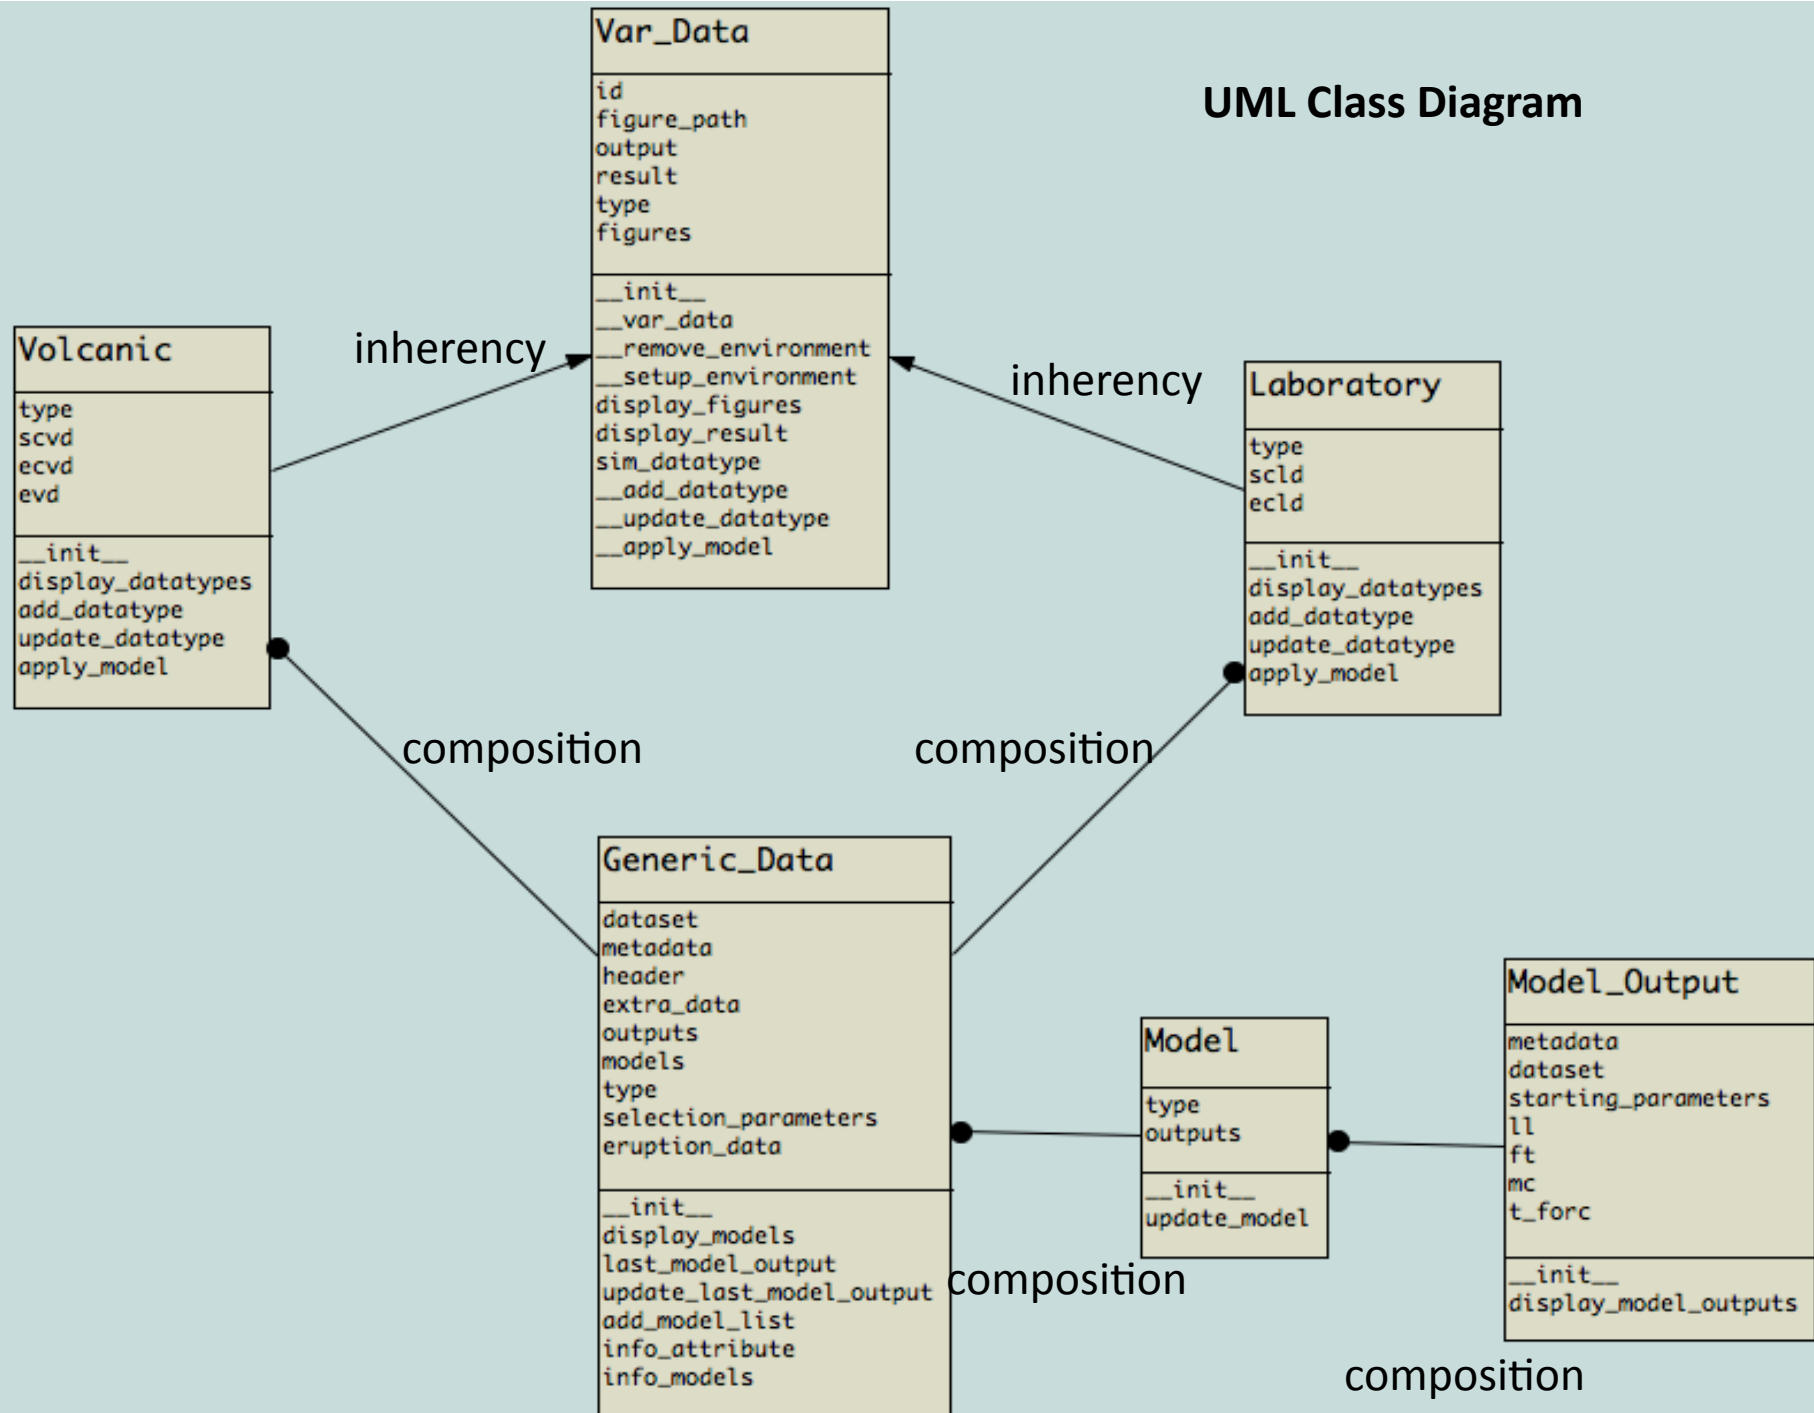 UML Class Diagram
Var_Data
id
figure_path
output
result
type
figures
__init__
__var_data
__remove_environment
__setup_environment
display_figures
display_result
sim_datatype
__add_datatype
__update_datatype
__apply_model
inherency
inherency
Volcanic
type
scvd
ecvd
evd
__init__
display_datatypes
add_datatype
update_datatype
apply_model
Laboratory
type
scld
ecld
__init__
display_datatypes
add_datatype
update_datatype
apply_model
composition
composition
Generic_Data
dataset
metadata
header
extra_data
outputs
models
type
selection_parameters
eruption_data
__init__
display_models
last_model_output
update_last_model_output
add_model_list
info_attribute
info_models
Model
type
outputs
__init__
update_model
composition
Model_Output
metadata
dataset
starting_parameters
ll
ft
mc
t_forc
__init__
display_model_outputs
composition